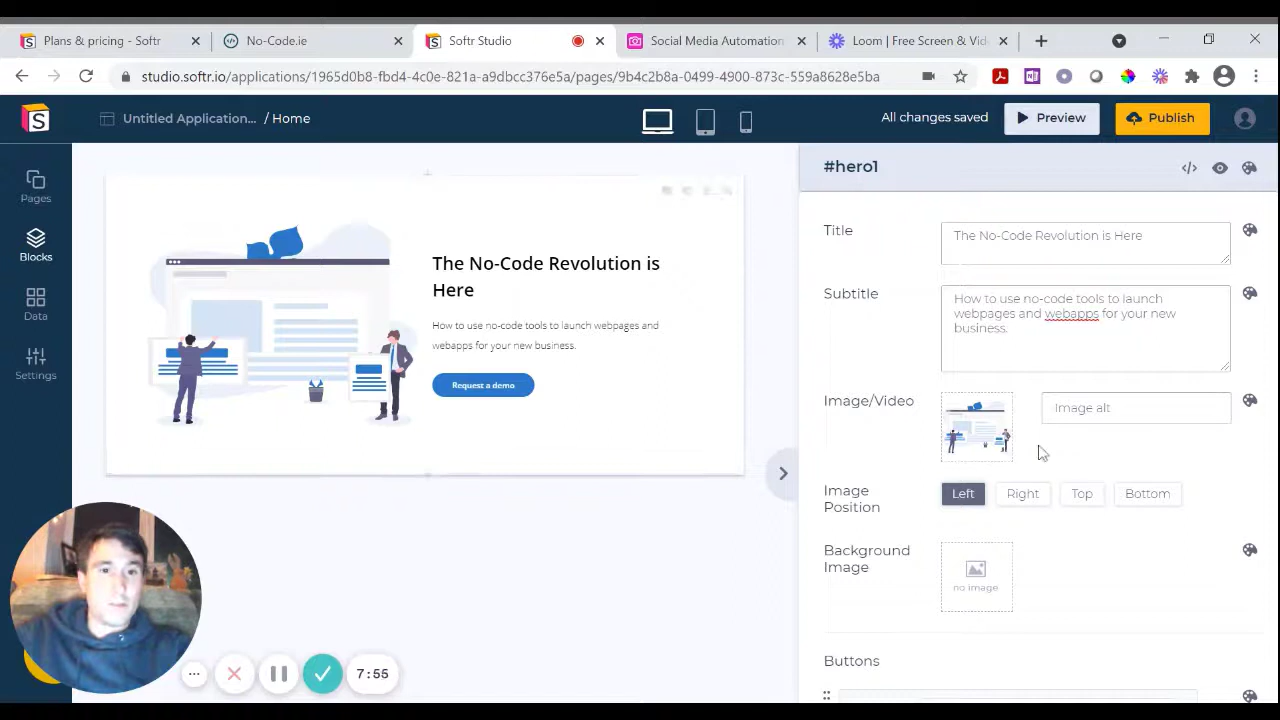 Plans & pricing - Softr
No-Code.ie
Softr Studio
Social Media Automation
Loom | Free Screen & Vid
studio.softr.io/applications/1965d0b8-fbd4-4c0e-821a-a9dbcc376e5a/pages/9b4c2b8a-0499-4900-873c-559a8628e5ba
Untitled Application... / Home
All changes saved
Preview
Publish
Pages
Blocks
Data
Settings
The No-Code Revolution is
Here
How to use no-code tools to launch webpages and
webapps for your new business.
Request a demo
#hero1
Title
The No-Code Revolution is Here
Subtitle
How to use no-code tools to launch
webpages and webapps for your new
business.
Image/Video
Image alt
Image
Position
Left
Right
Top
Bottom
Background
Image
no image
Buttons
7:55